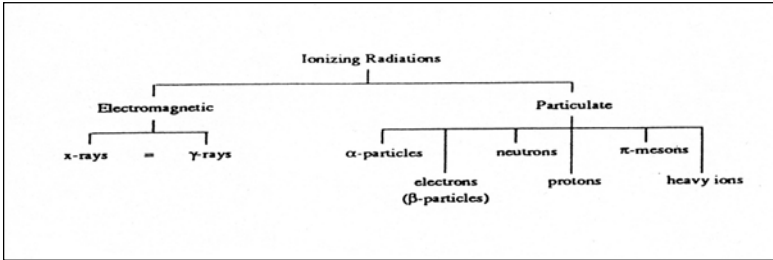 Ionizing Radiations
Electromagnetic
Particulate
x-rays = γ-rays
α-particles
neutrons
π-mesons
electrons
(β-particles)
protons
heavy ions